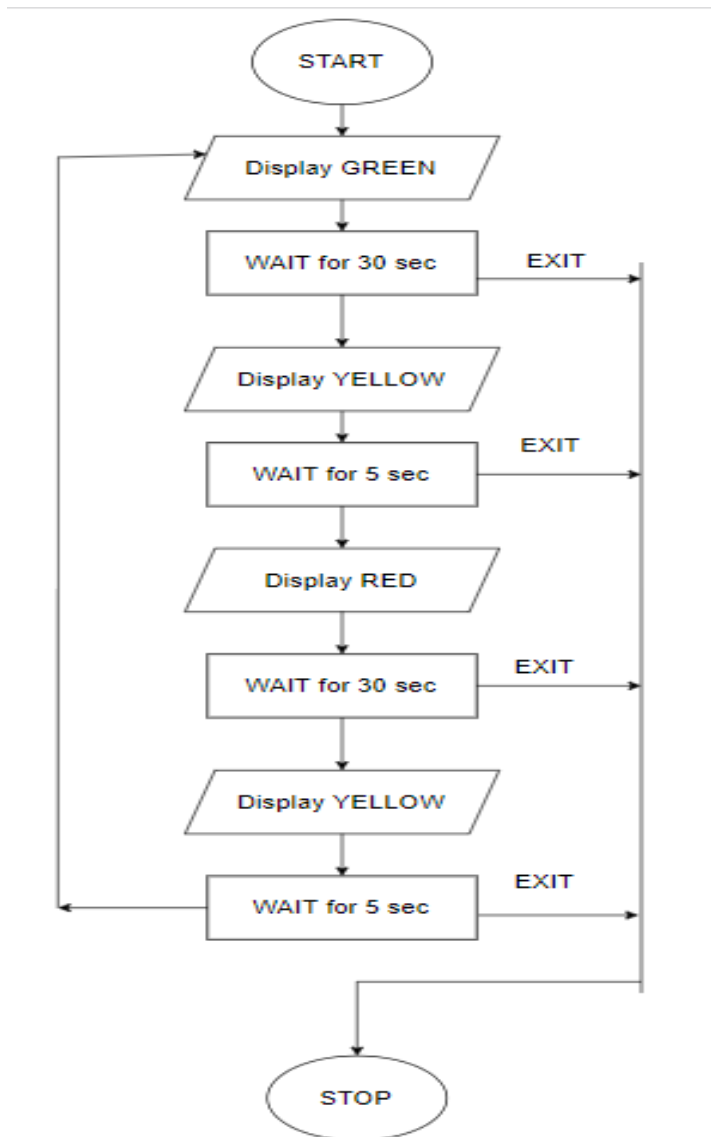 START
Display GREEN
WAIT for 30 sec
EXIT
Display YELLOW
WAIT for 5 sec
EXIT
Display RED
WAIT for 30 sec
EXIT
Display YELLOW
WAIT for 5 sec
EXIT
STOP